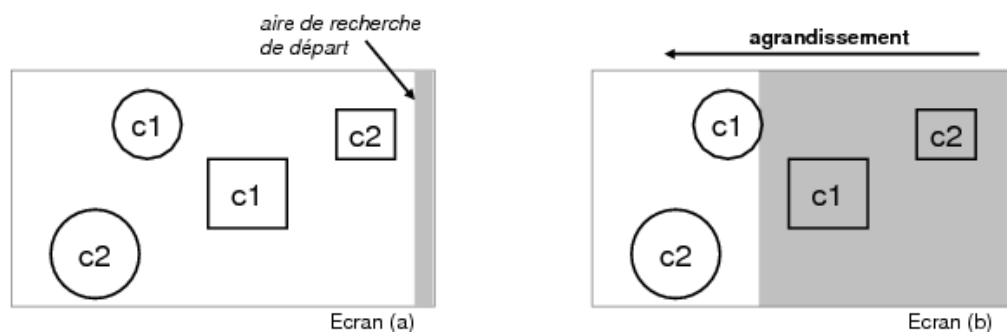 aire de recherche
de départ
c1
c2
c1
c2
Ecran (a)
agrandissement
c1
c2
c1
c2
Ecran (b)